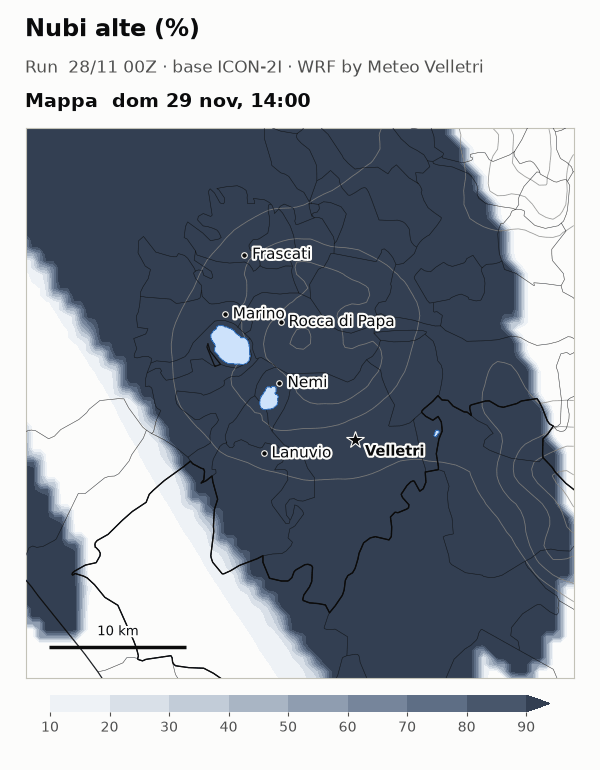 Nubi alte (%)
Run  28/11 00Z · base ICON-2I · WRF by Meteo Velletri
Mappa  dom 29 nov, 14:00
Frascati
Marino
Rocca di Papa
Nemi
Velletri
Lanuvio
10 km
10 20 30 40 50 60 70 80 90